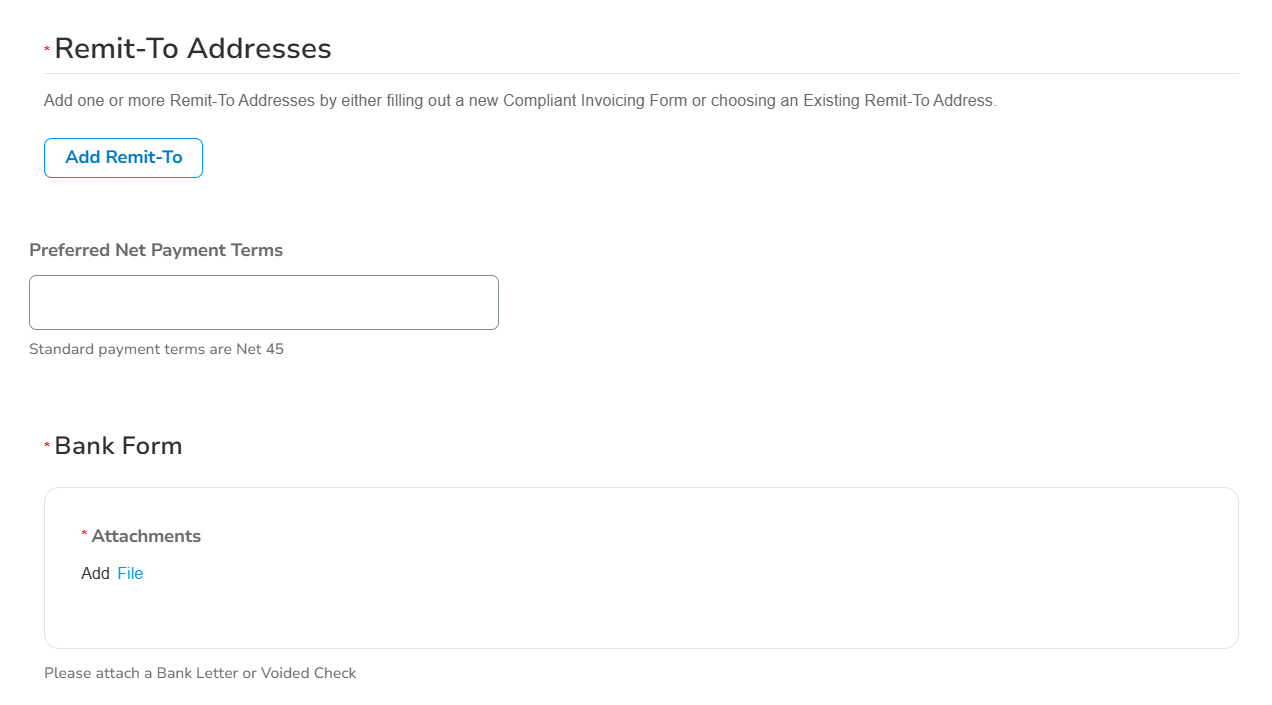 * Remit-To Addresses
Add one or more Remit-To Addresses by either filling out a new Compliant Invoicing Form or choosing an Existing Remit-To Address.
Add Remit-To
Preferred Net Payment Terms
Standard payment terms are Net 45
* Bank Form
* Attachments
Add File
Please attach a Bank Letter or Voided Check